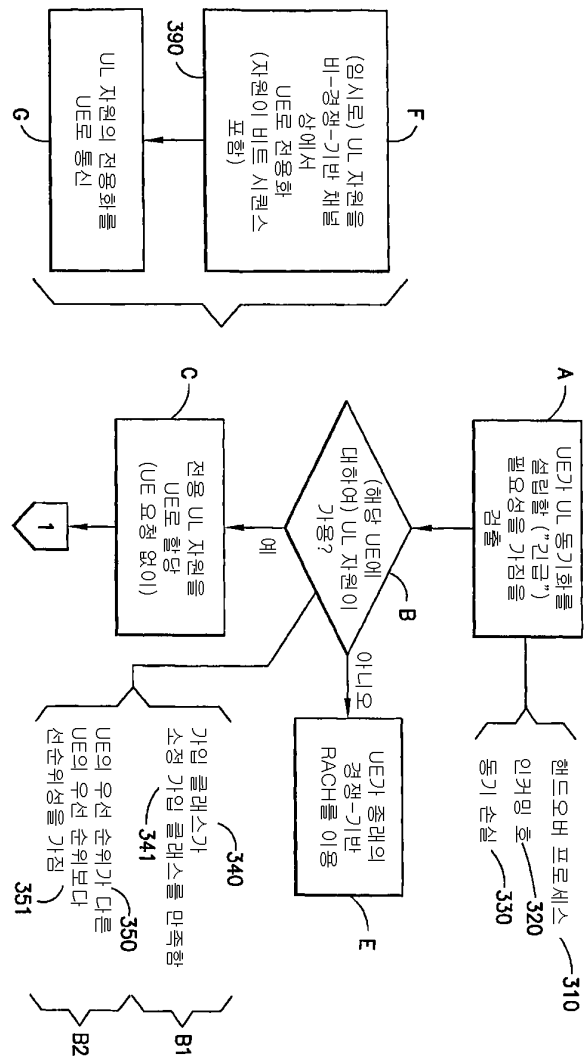 A
UE가 UL 동기화를
설립할 ("긴급")
필요성을 가짐을
검출
핸드오버 프로세스
310
인커밍 호
320
동기 손실
330
B
(해당 UE에
대하여) UL 자원이
가용?
아니오
UE가 종래의
경쟁-기반
RACH를 이용
E
예
C
전용 UL 자원을
UE로 할당
(UE 요청 없이)
1
가입 클래스가
340
소정 가입 클래스를 만족함
341
B1
UE의 우선 순위가 다른
350
UE의 우선 순위보다
선순위성을 가짐
351
B2
F
(임시로) UL 자원을
비-경쟁-기반 채널
상에서
UE로 전용화
(자원이 비트 시퀀스
포함)
390
UL 자원의 전용화를
UE로 통신
G